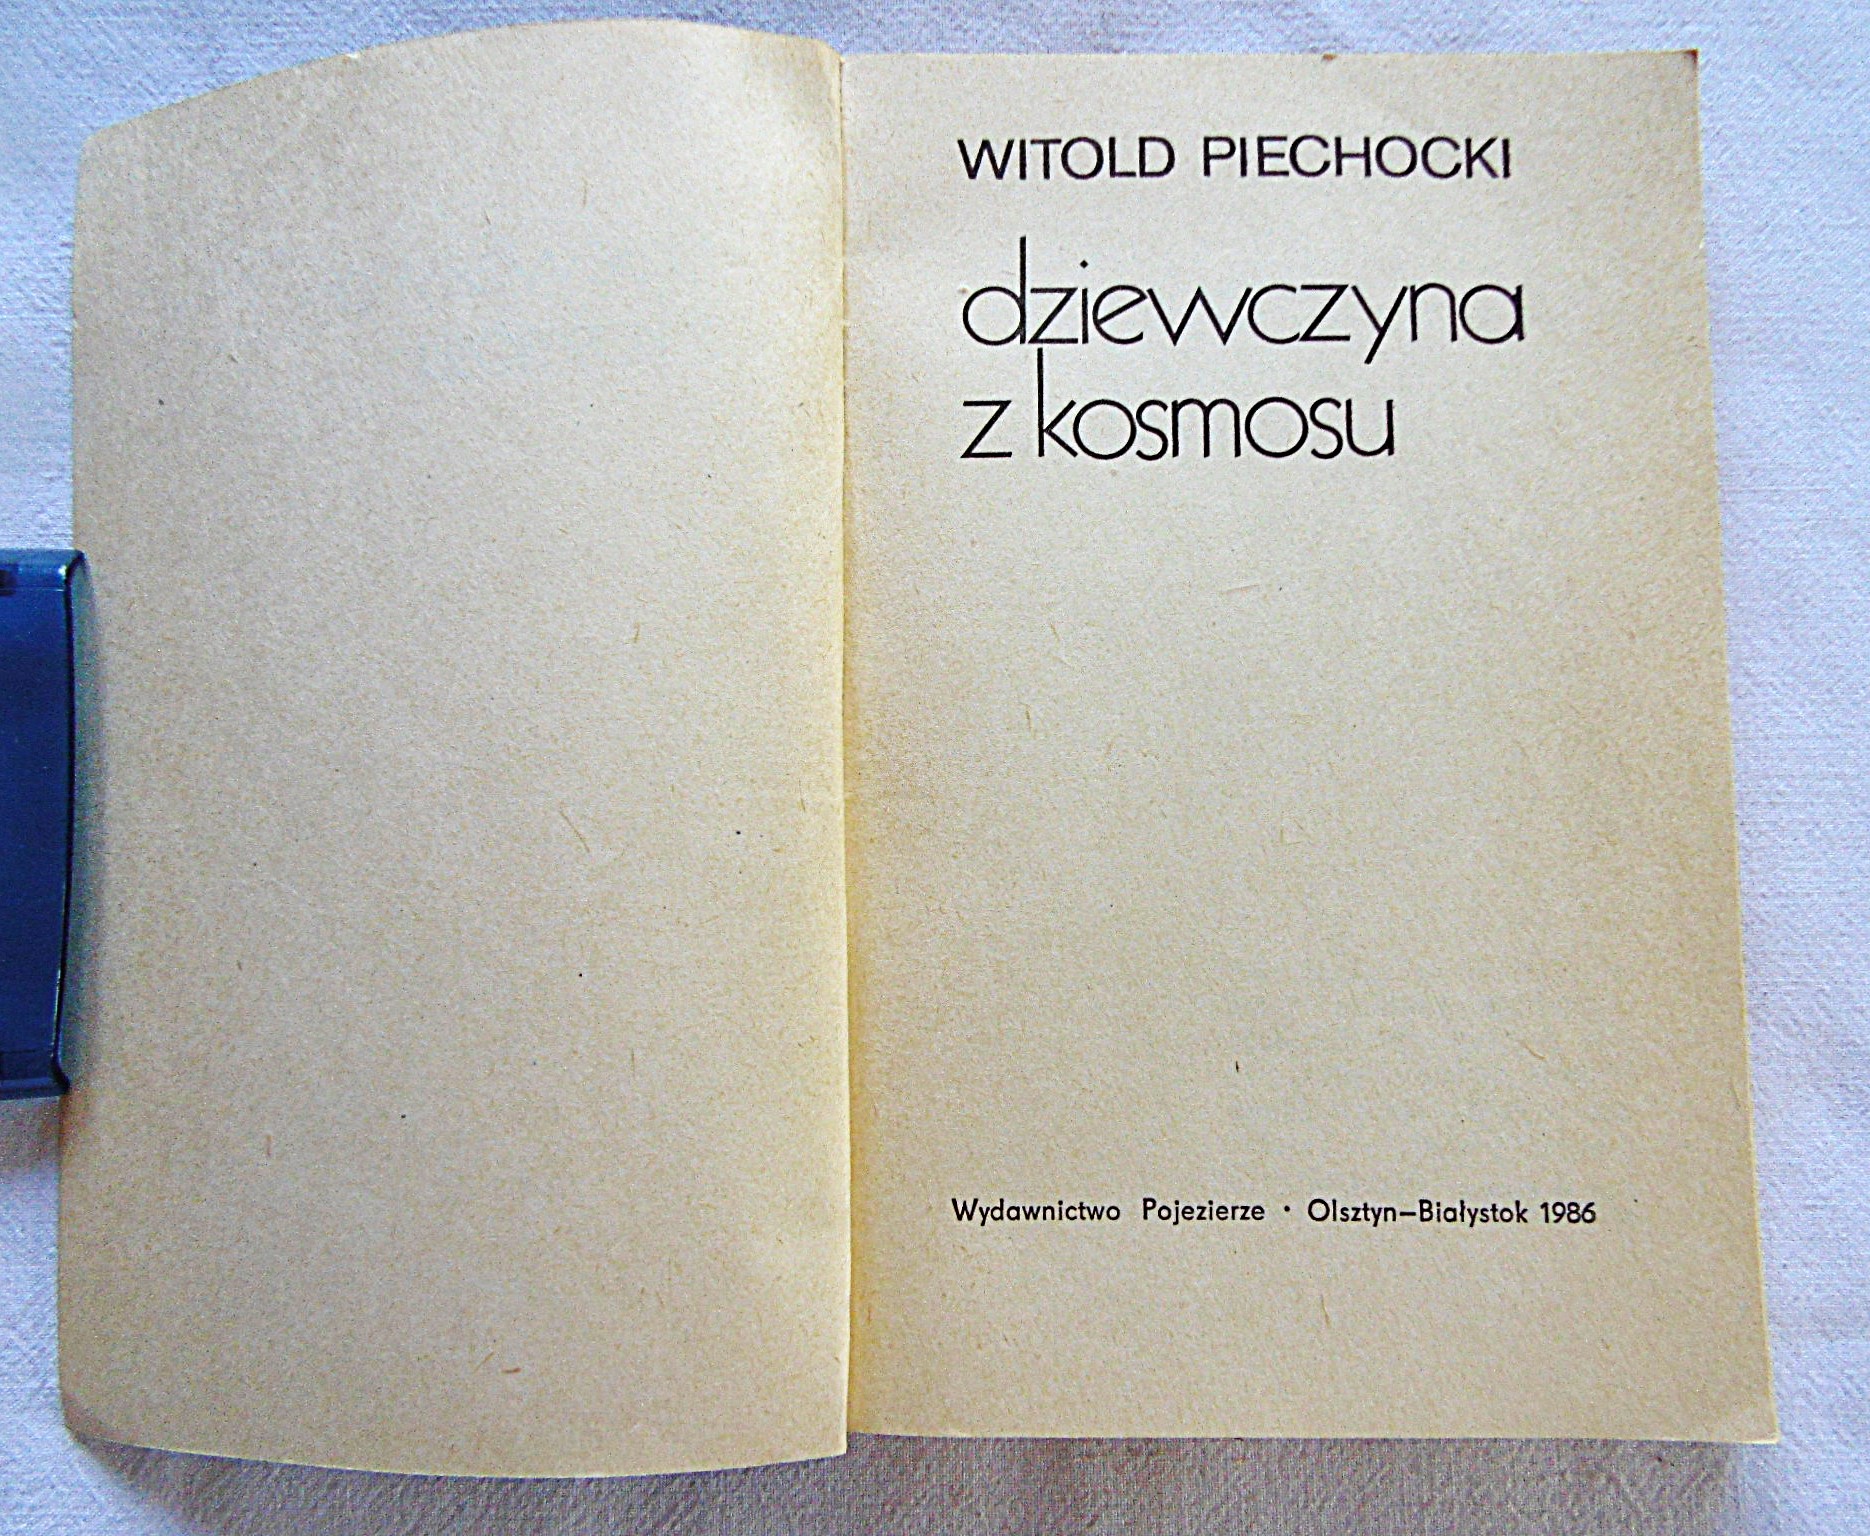 WITOLD PIECHOCKI
dziewczyna
z kosmosu
Wydawnictwo Pojezierze • Olsztyn–Białystok 1986